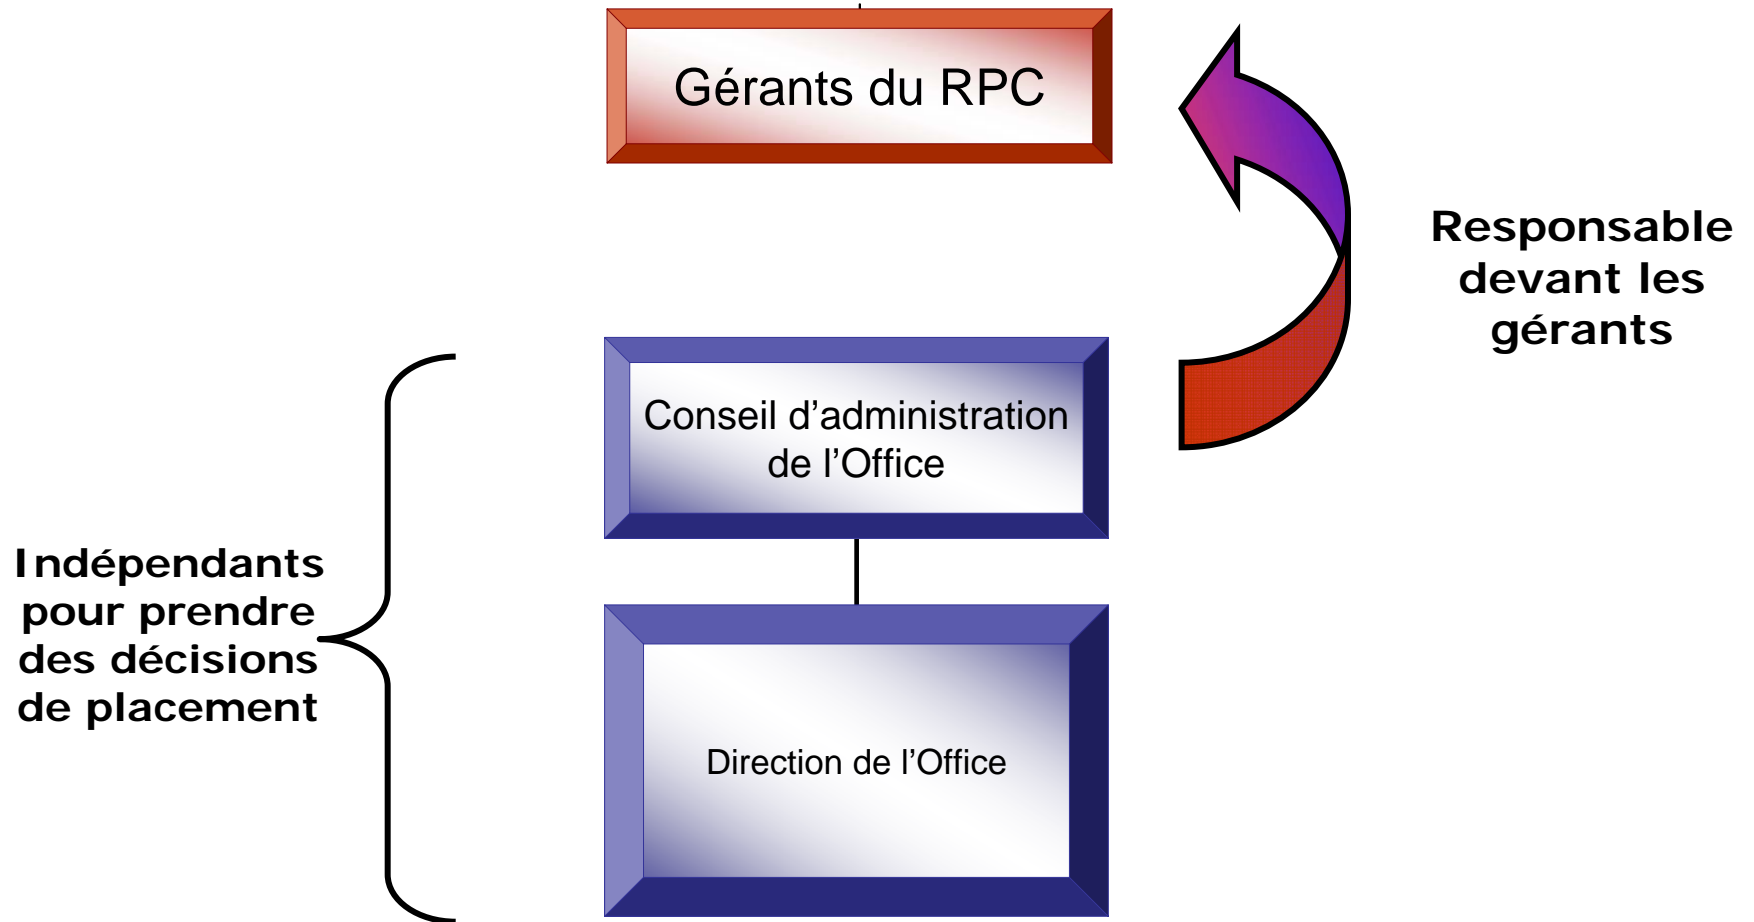 Gérants du RPC
Responsable
devant les
gérants
Conseil d’administration
de l’Office
Indépendants
pour prendre
des décisions
de placement
Direction de l’Office